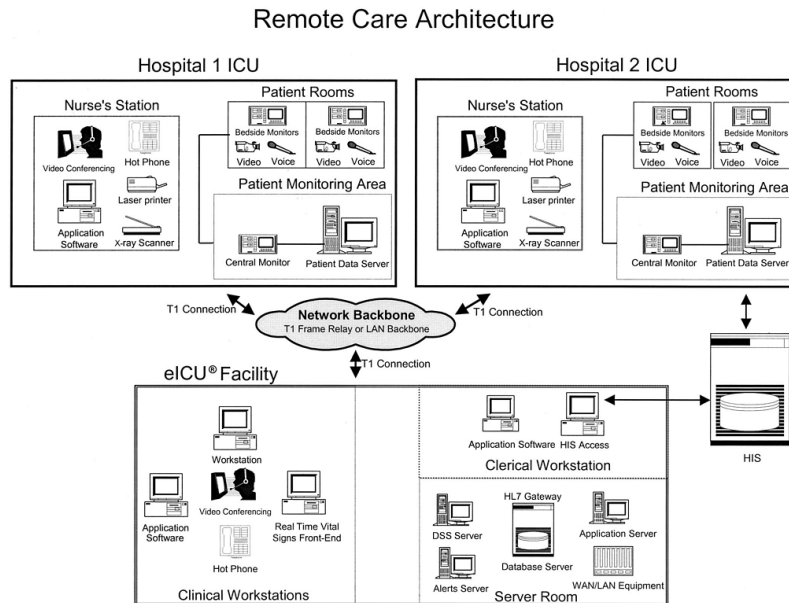 Remote Care Architecture
Hospital 1 ICU
Nurse's Station
Video Conferencing
Hot Phone
Laser printer
Application
Software
X-ray Scanner
Patient Rooms
Bedside Monitors
Video
Voice
Bedside Monitors
Video
Voice
Patient Monitoring Area
Central Monitor
Patient Data Server
Hospital 2 ICU
Nurse's Station
Video Conferencing
Hot Phone
Laser printer
Application
Software
X-ray Scanner
Patient Rooms
Bedside Monitors
Video
Voice
Bedside Monitors
Video
Voice
Patient Monitoring Area
Central Monitor
Patient Data Server
T1 Connection
Network Backbone
T1 Frame Relay or LAN Backbone
T1 Connection
T1 Connection
HIS
eICU® Facility
Workstation
Video Conferencing
Application
Software
Real Time Vital
Signs Front-End
Hot Phone
Clinical Workstations
Application Software
HIS Access
Clerical Workstation
HL7 Gateway
DSS Server
Application Server
Database Server
Alerts Server
WAN/LAN Equipment
Server Room